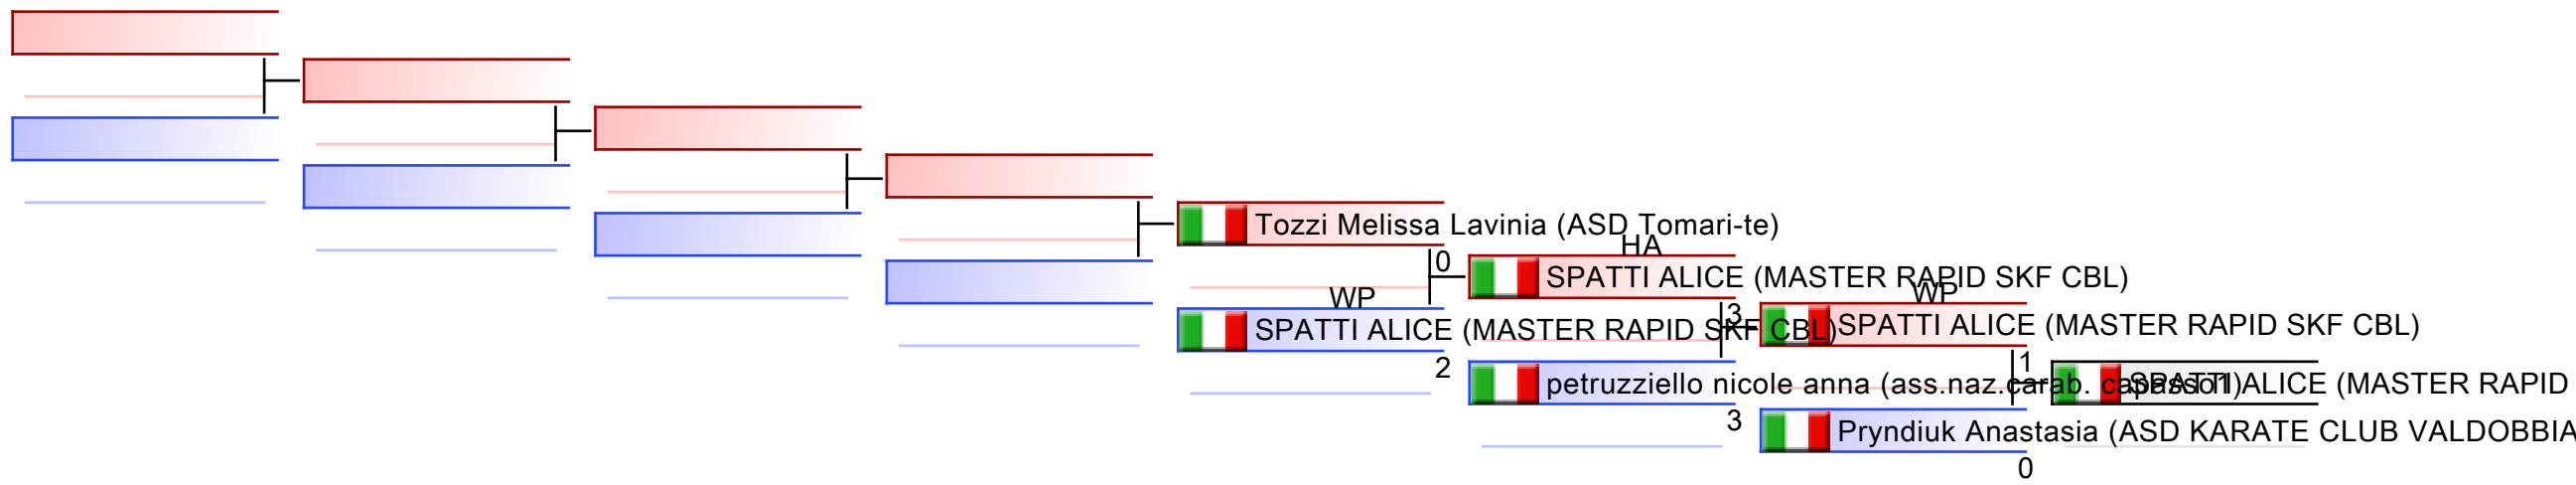 Tozzi Melissa Lavinia (ASD Tomari-te)
HA
0
SPATTI ALICE (MASTER RAPID SKF CBL)
WP
WP
3
SPATTI ALICE (MASTER RAPID SKF CBL)
SPATTI ALICE (MASTER RAPID SKF CBL)
2
1
petruzziello nicole anna (ass.naz.carab. capasso1)
SPATTI ALICE (MASTER RAPID
3
Pryndiuk Anastasia (ASD KARATE CLUB VALDOBBIA
0